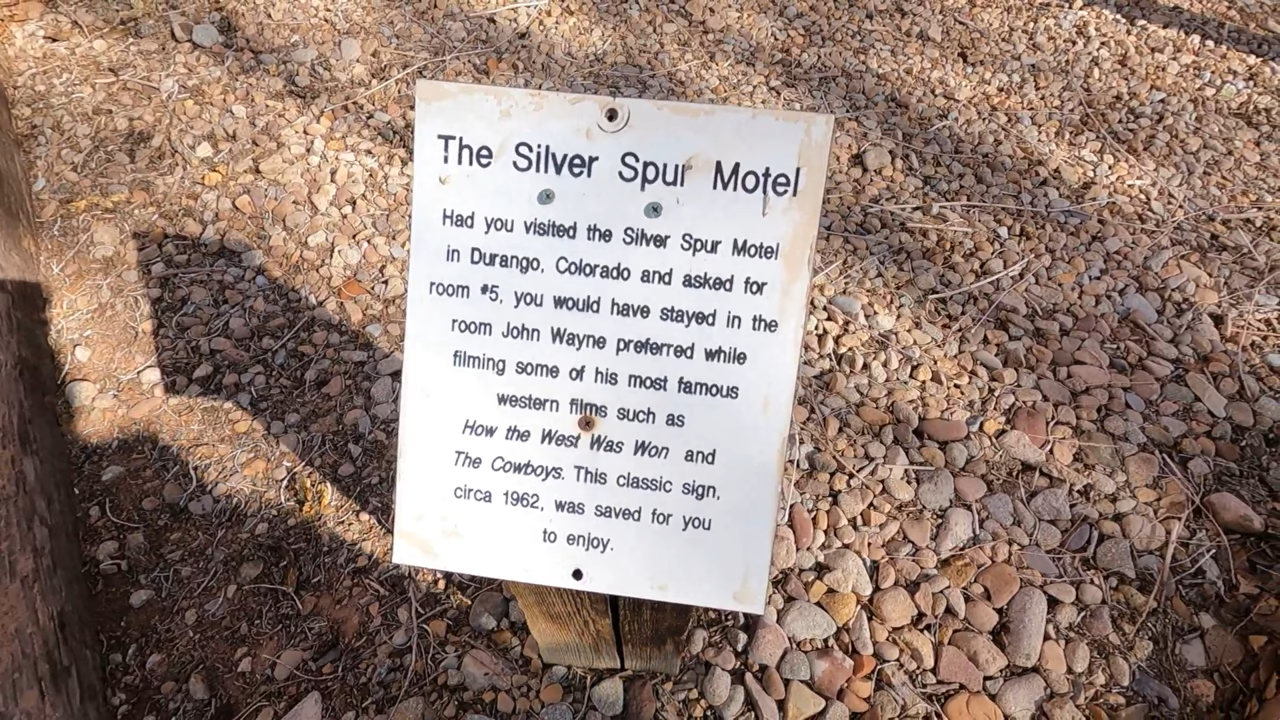 The Silver Spur Motel
Had you visited the Silver Spur Motel
in Durango, Colorado and asked for
room #5, you would have stayed in the
room John Wayne preferred while
filming some of his most famous
western films such as
How the West Was Won and
The Cowboys. This classic sign,
circa 1962, was saved for you
to enjoy.